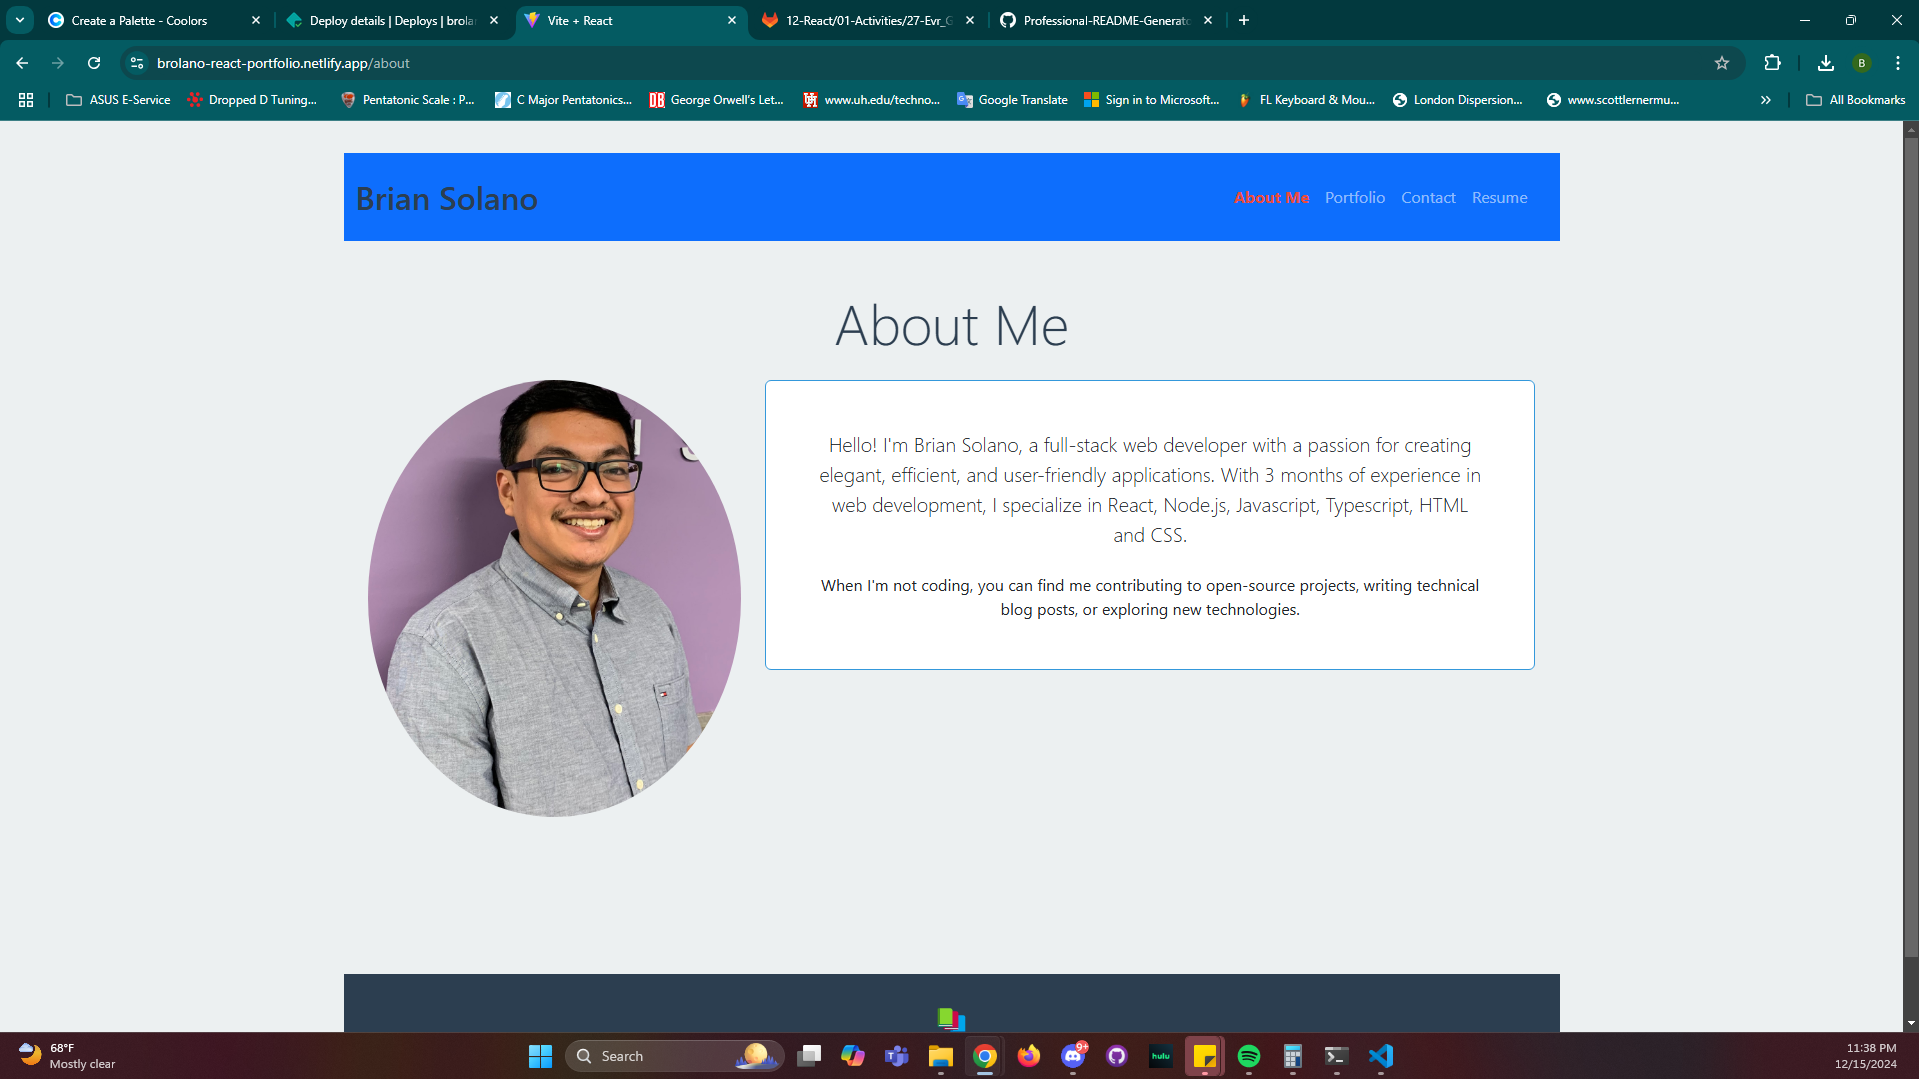 Create a Palette - Coolors
Deploy details | Deploys | brola
Vite + React
12-React/01-Activities/27-Evr_G
Professional-README-Generato
brolano-react-portfolio.netlify.app/about
B
ASUS E-Service
Dropped D Tuning...
Pentatonic Scale : P...
C Major Pentatonics...
George Orwell's Let...
www.uh.edu/techno...
Google Translate
Sign in to Microsoft...
FL Keyboard & Mou...
London Dispersion...
www.scottlernermu...
All Bookmarks
Brian Solano
About Me
Portfolio
Contact
Resume
About Me
Hello! I'm Brian Solano, a full-stack web developer with a passion for creating
elegant, efficient, and user-friendly applications. With 3 months of experience in
web development, I specialize in React, Node.js, Javascript, Typescript, HTML
and CSS.
When I'm not coding, you can find me contributing to open-source projects, writing technical
blog posts, or exploring new technologies.
68°F
Mostly clear
Search
9+
hulu
11:38 PM
12/15/2024